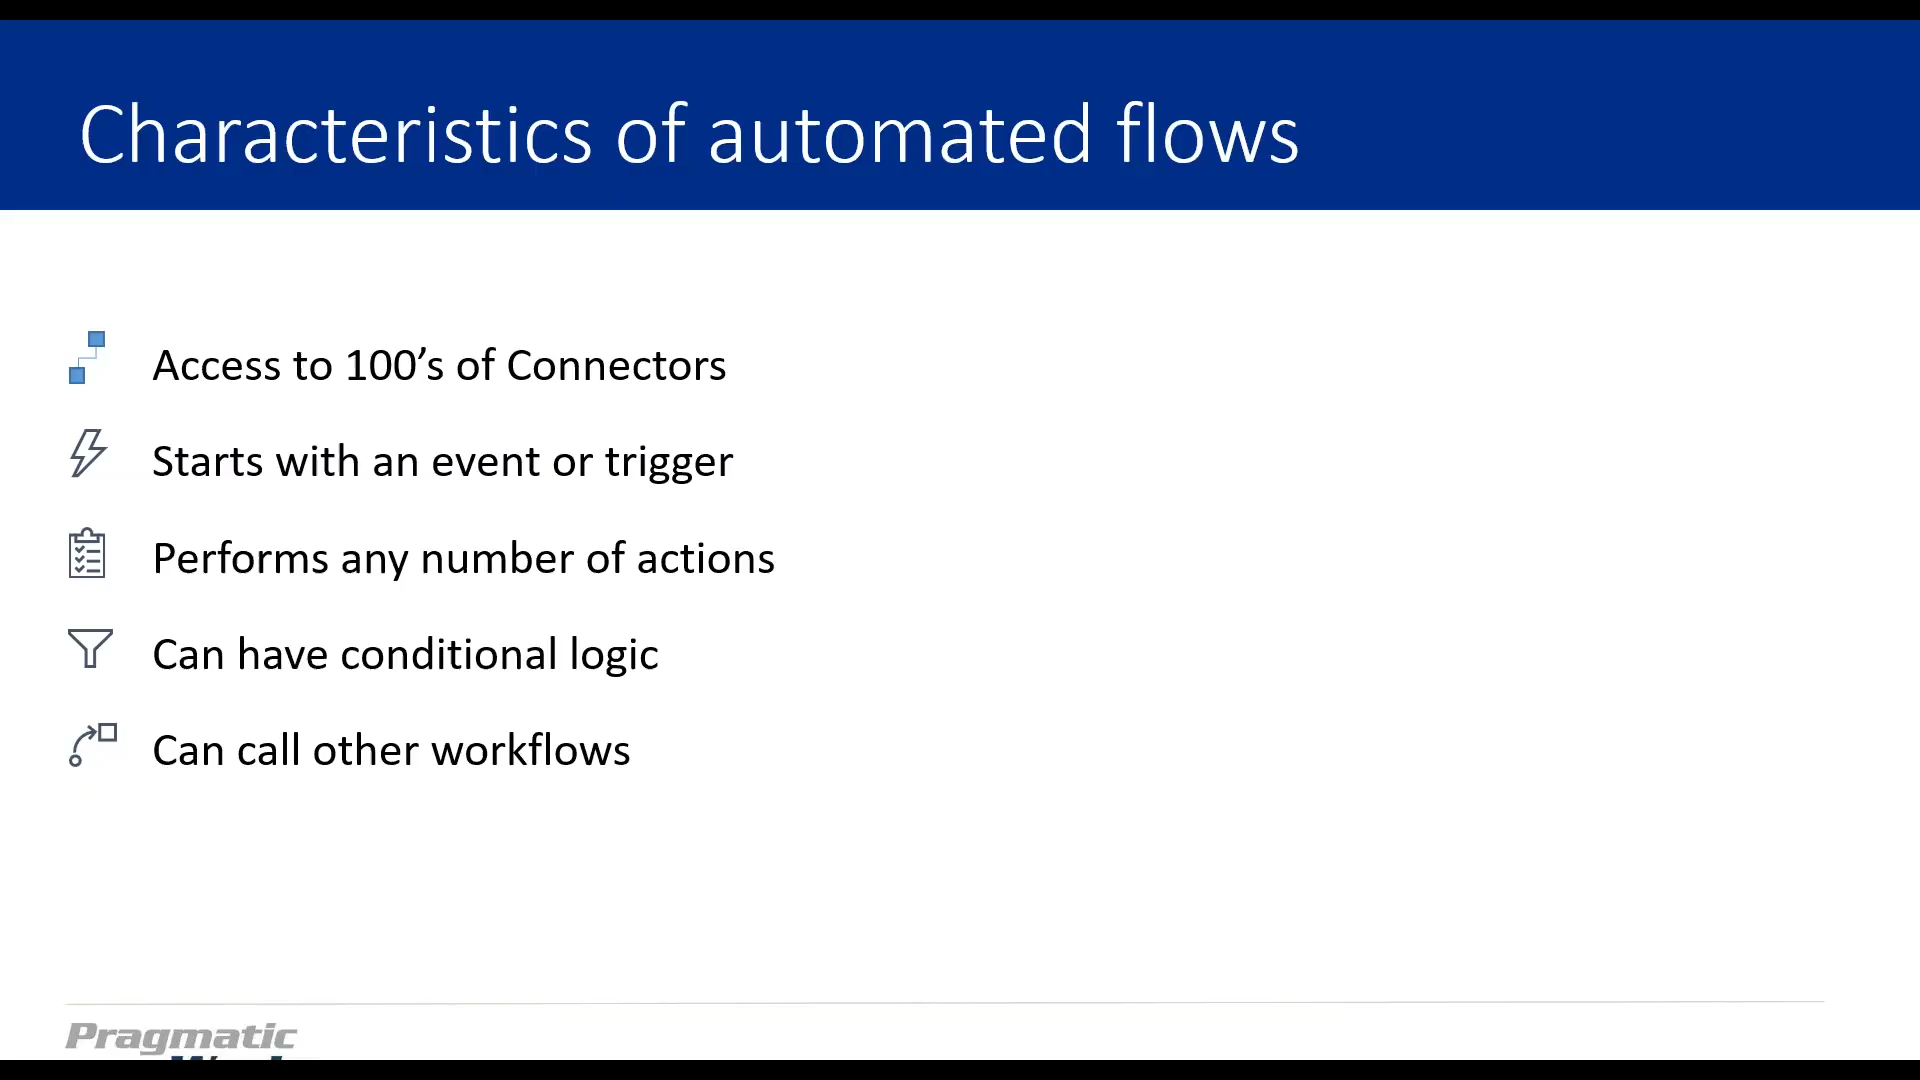 Characteristics of automated flows
Access to 100’s of Connectors
Starts with an event or trigger
Performs any number of actions
Can have conditional logic
Can call other workflows
Pragmatic